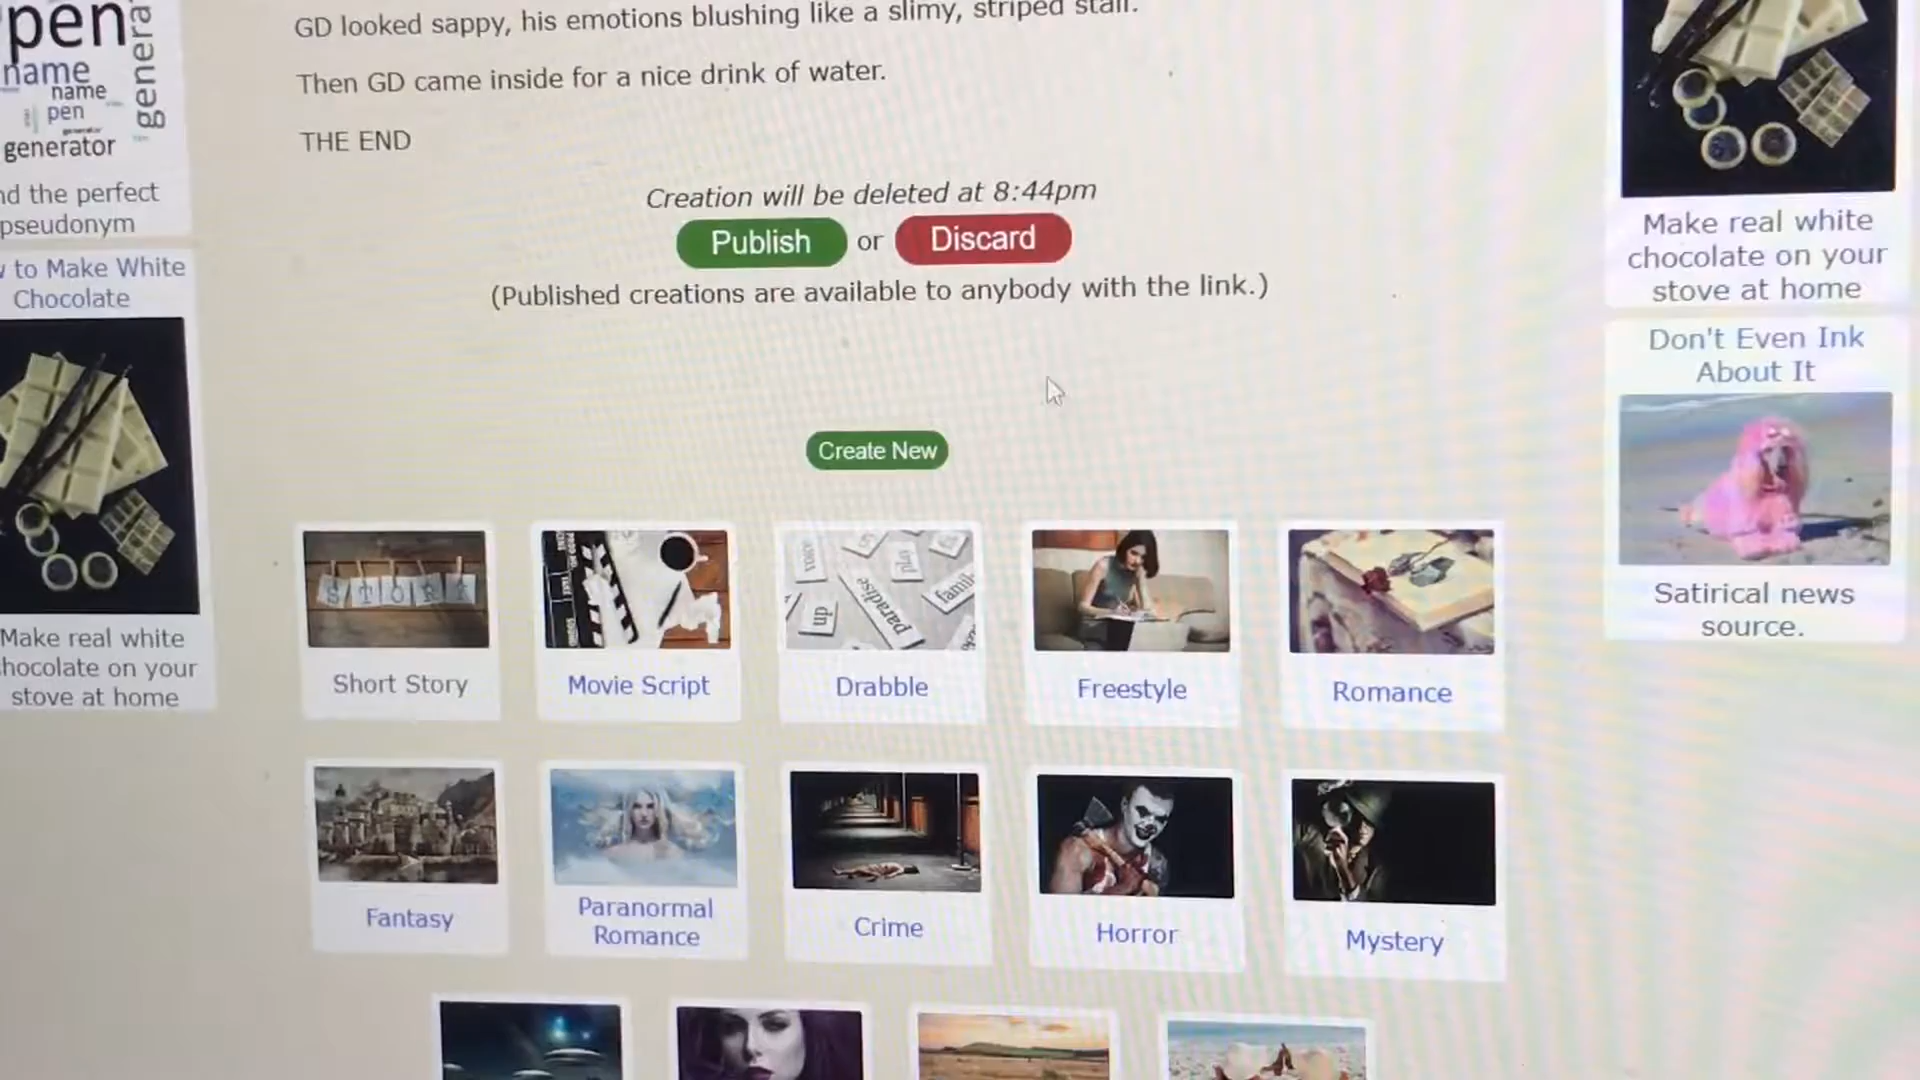 pen
name
name
pen
generator
genera
nd the perfect
pseudonym
to Make White
Chocolate
Make real white
hocolate on your
stove at home
GD looked sappy, his emotions blushing like a slimy, striped stall.
Then GD came inside for a nice drink of water.
THE END
Creation will be deleted at 8:44pm
Publish or Discard
(Published creations are available to anybody with the link.)
Create New
STORY
Short Story
Movie Script
Drabble
paradise
Freestyle
Romance
Fantasy
Paranormal
Romance
Crime
Horror
Mystery
Make real white
chocolate on your
stove at home
Don't Even Ink
About It
Satirical news
source.